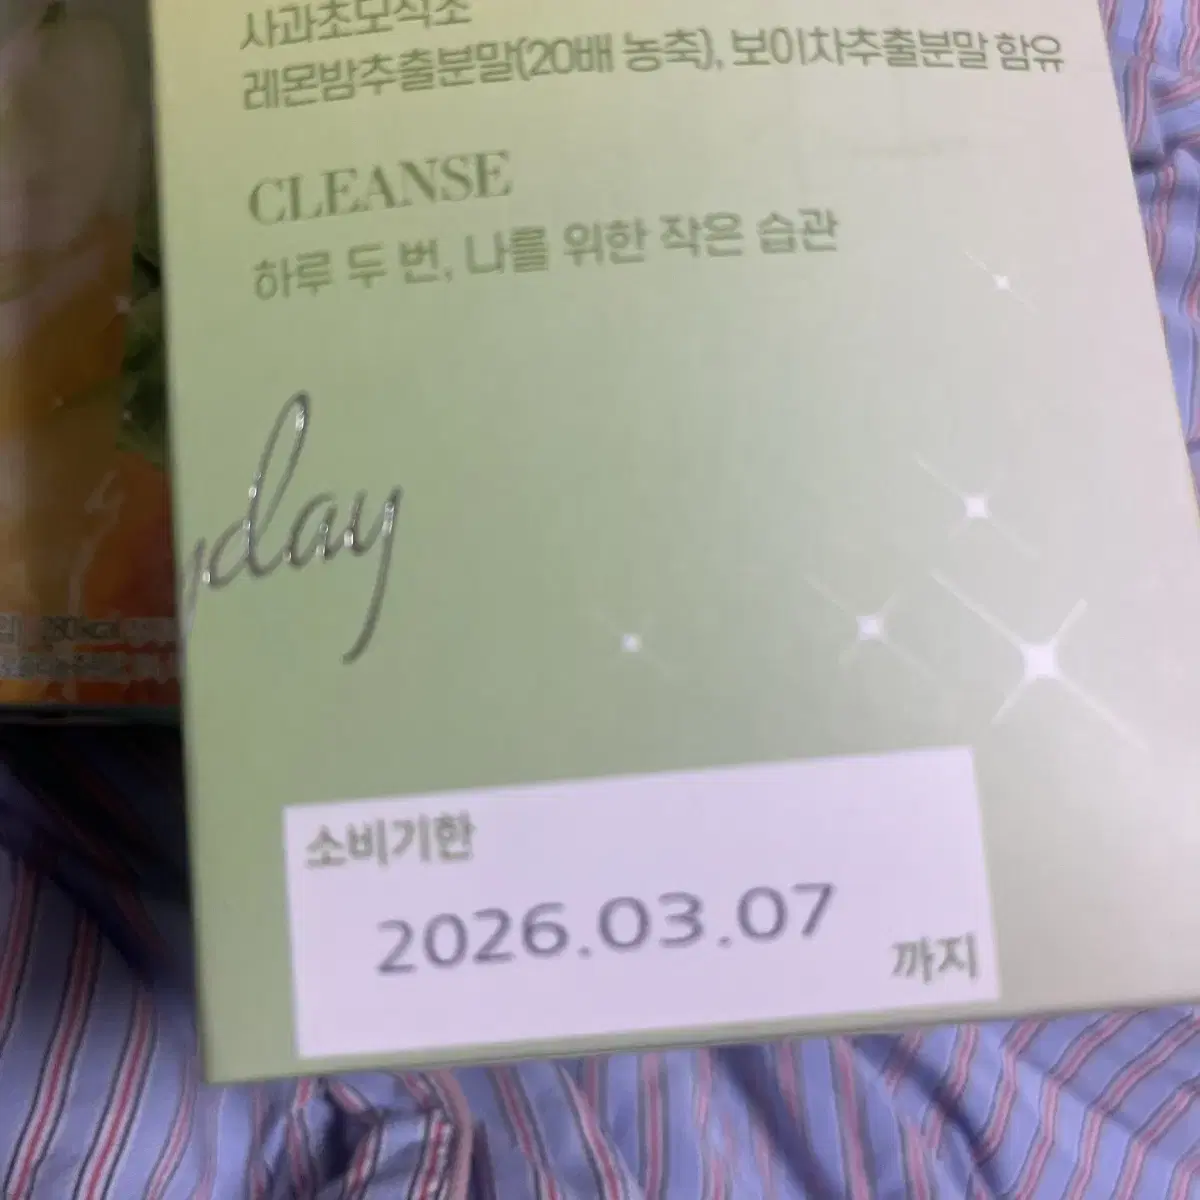 사과초모식초
레몬밤추출분말(20배 농축), 보이차추출분말 함유
CLEANSE
하루 두 번, 나를 위한 작은 습관
yday
소비기한
2026.03.07
까지